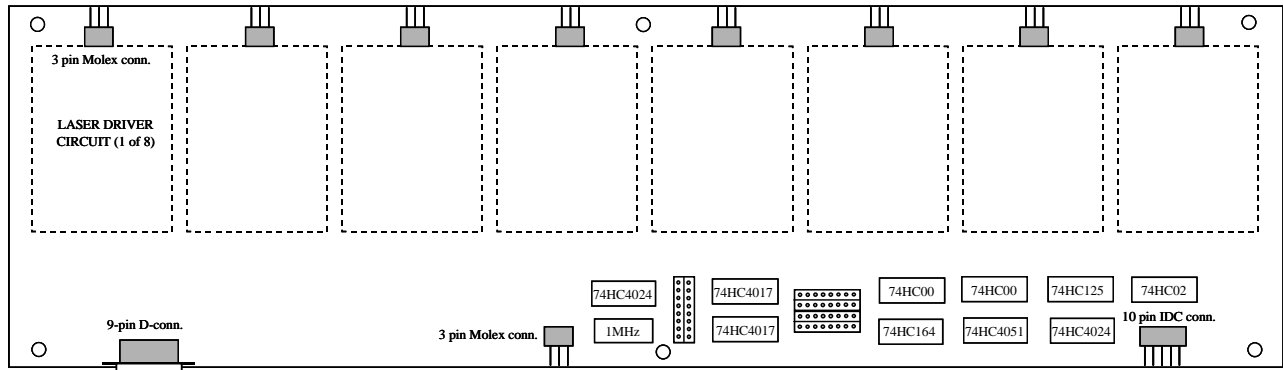 3 pin Molex conn.
LASER DRIVER
CIRCUIT (1 of 8)
74HC4024
74HC4017
74HC00
74HC00
74HC125
74HC02
1MHz
74HC4017
74HC164
74HC4051
74HC4024
9-pin D-conn.
3 pin Molex conn.
10 pin IDC conn.